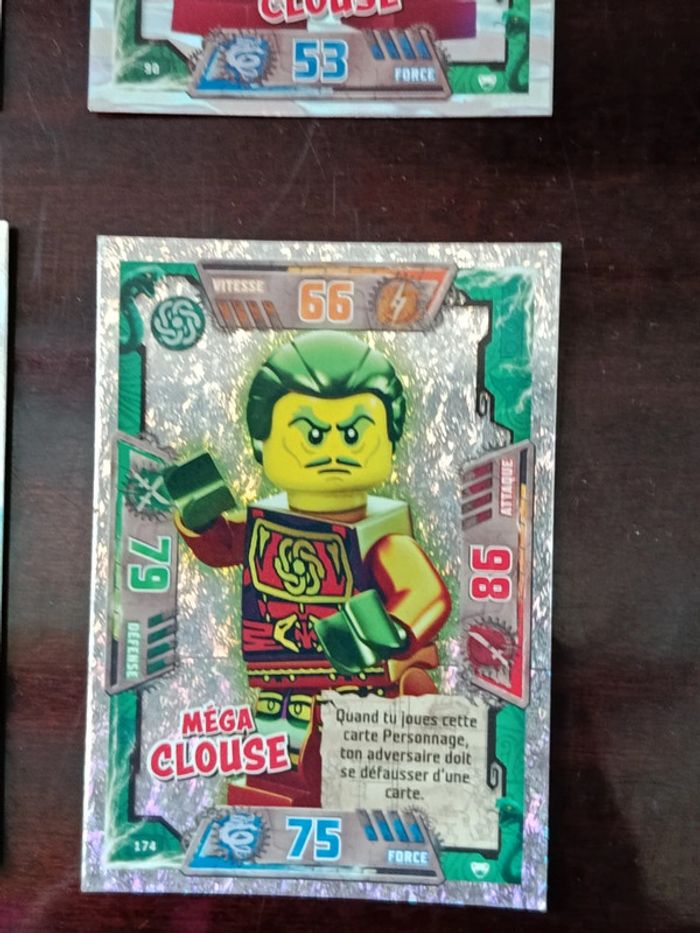 CLOUSE
90
53
FORCE
VITESSE
66
79
DÉFENSE
ATTAQUE
86
MÉGA
CLOUSE
Quand tu joues cette
carte Personnage,
ton adversaire doit
se défausser d'une
carte.
174
75
FORCE